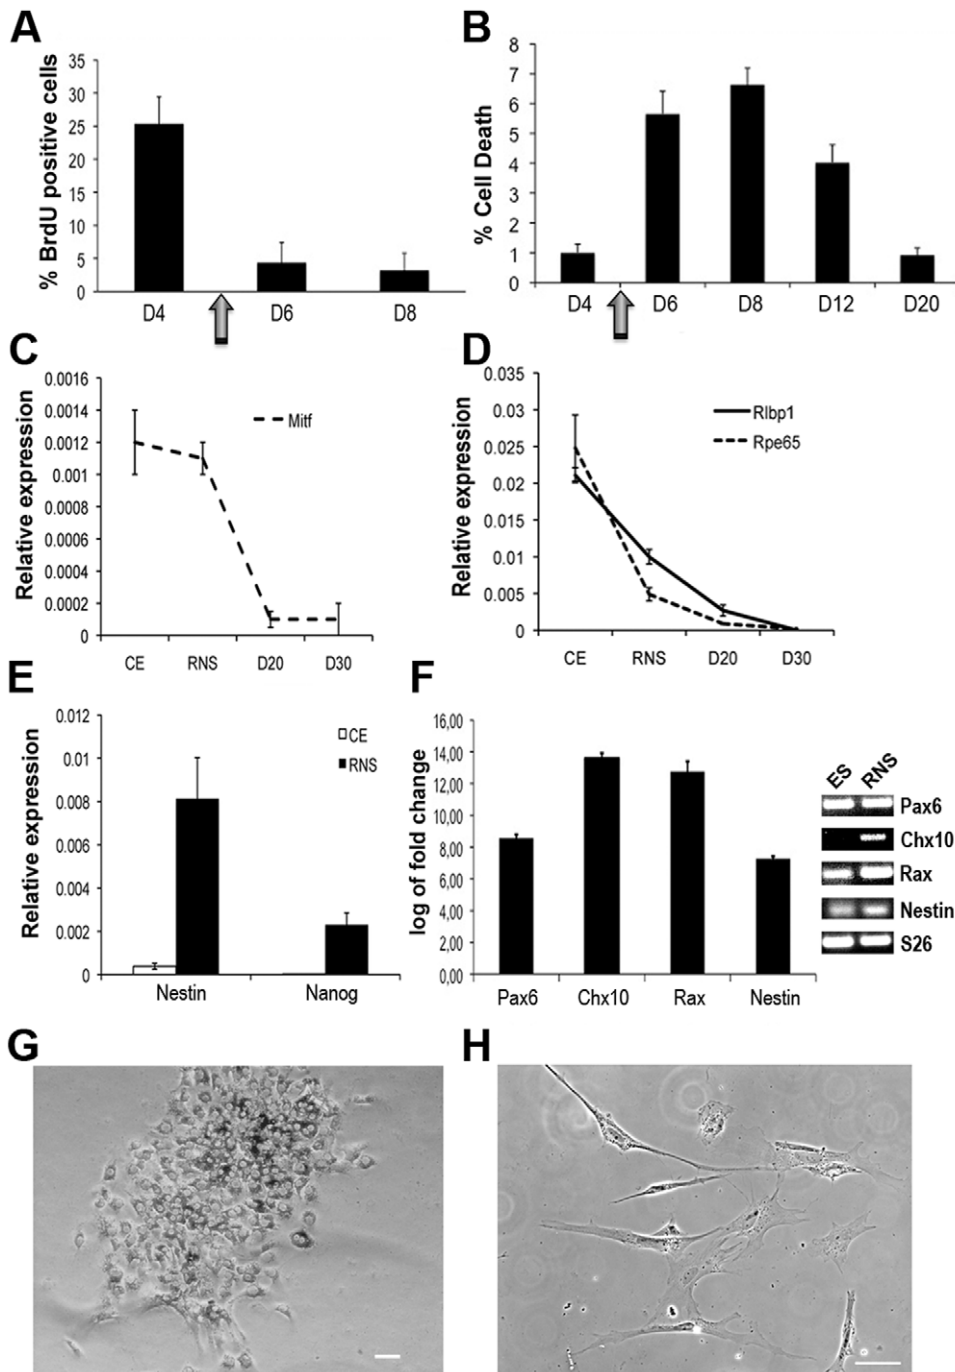 A
% BrdU positive cells
35
30
25
20
15
10
5
0
D4
D6
D8
B
% Cell Death
8
7
6
5
4
3
2
1
0
D4
D6
D8
D12
D20
C
Relative expression
0.0016
0.0014
0.0012
0.001
0.0008
0.0006
0.0004
0.0002
0
Mitf
CE
RNS
D20
D30
D
Relative expression
0.035
0.03
0.025
0.02
0.015
0.01
0.005
0
Rlbp1
Rpe65
CE
RNS
D20
D30
E
Relative expression
0.012
0.01
0.008
0.006
0.004
0.002
0
CE
RNS
Nestin
Nanog
F
log of fold change
16,00
14,00
12,00
10,00
8,00
6,00
4,00
2,00
0,00
Pax6
Chx10
Rax
Nestin
ES
RNS
Pax6
Chx10
Rax
Nestin
S26
G
H